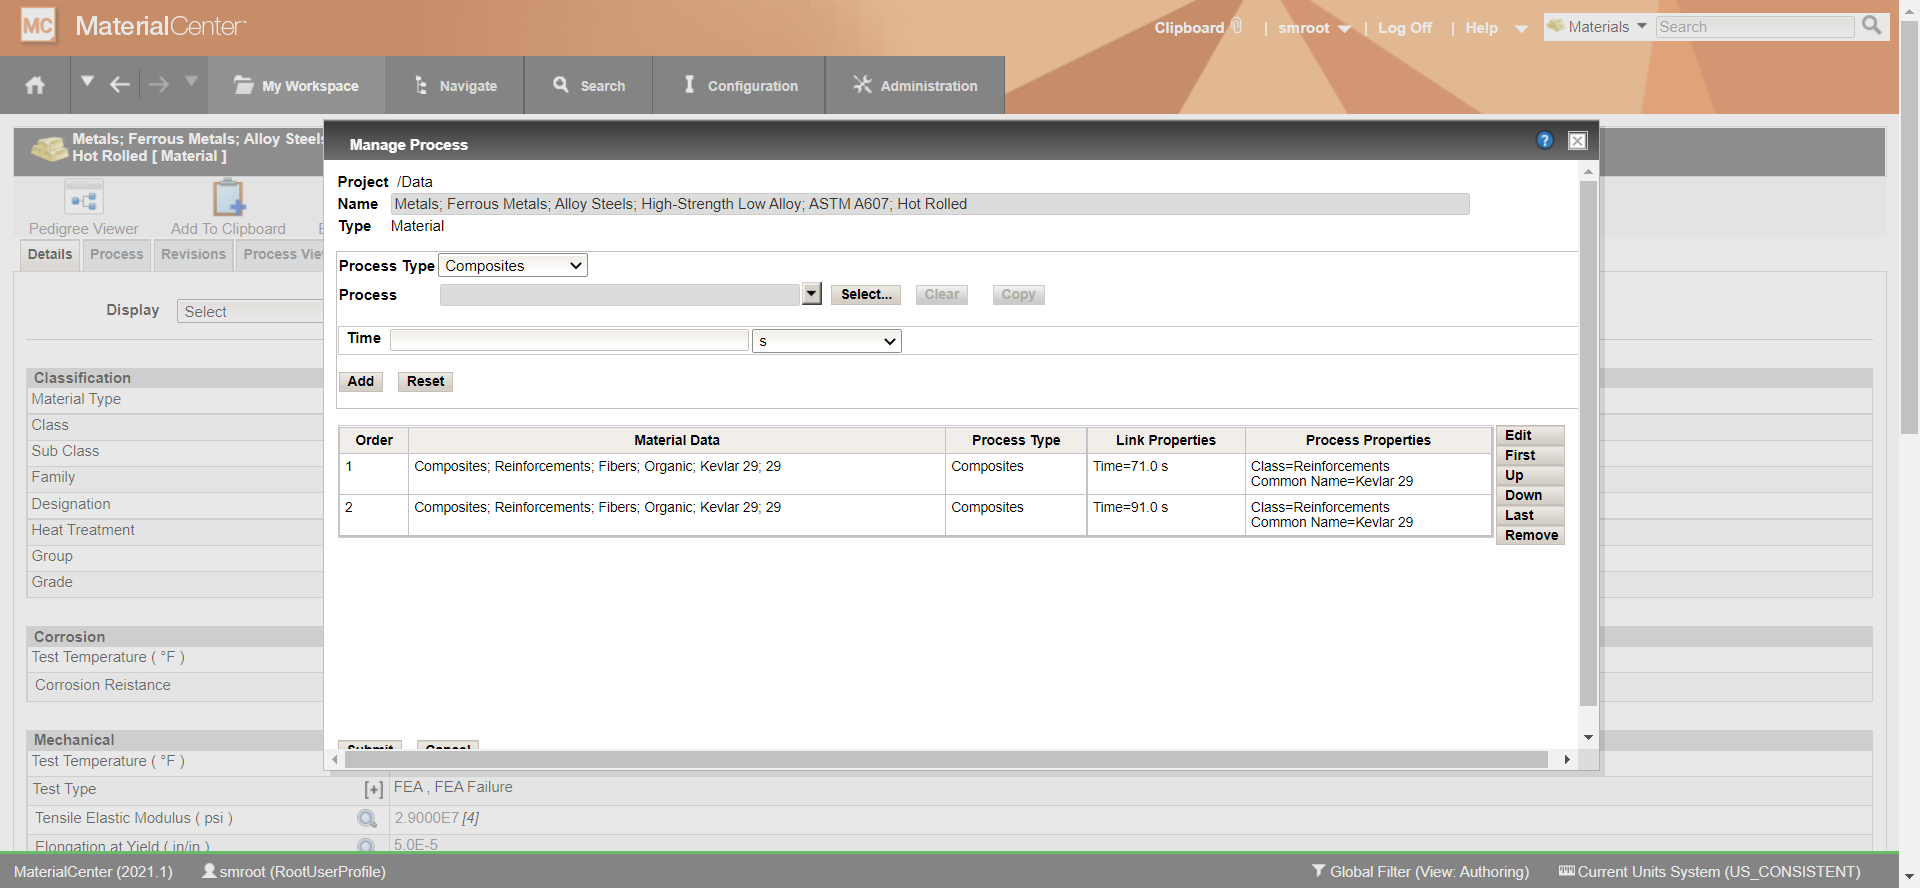 MC MaterialCenter
Clipboard | smroot | Log Off | Help Materials Search
My Workspace Navigate Search Configuration Administration
Metals; Ferrous Metals; Alloy Steels
Hot Rolled [ Material ]
Pedigree Viewer Add To Clipboard
Details Process Revisions Process Vie
Display Select
Classification
Material Type
Class
Sub Class
Family
Designation
Heat Treatment
Group
Grade
Corrosion
Test Temperature ( °F )
Corrosion Reistance
Mechanical
Test Temperature ( °F )
Test Type [+] FEA , FEA Failure
Tensile Elastic Modulus ( psi ) 2.9000E7 [4]
Elongation at Yield ( in/in ) 5.0E-5
Manage Process ?
Project /Data
Name Metals; Ferrous Metals; Alloy Steels; High-Strength Low Alloy; ASTM A607; Hot Rolled
Type Material
Process Type Composites
Process Select... Clear Copy
Time s
Add Reset
Order Material Data Process Type Link Properties Process Properties
1 Composites; Reinforcements; Fibers; Organic; Kevlar 29; 29 Composites Time=71.0 s Class=Reinforcements
Common Name=Kevlar 29
2 Composites; Reinforcements; Fibers; Organic; Kevlar 29; 29 Composites Time=91.0 s Class=Reinforcements
Common Name=Kevlar 29
Edit
First
Up
Down
Last
Remove
Submit Cancel
MaterialCenter (2021.1) smroot (RootUserProfile) Global Filter (View: Authoring) Current Units System (US_CONSISTENT)